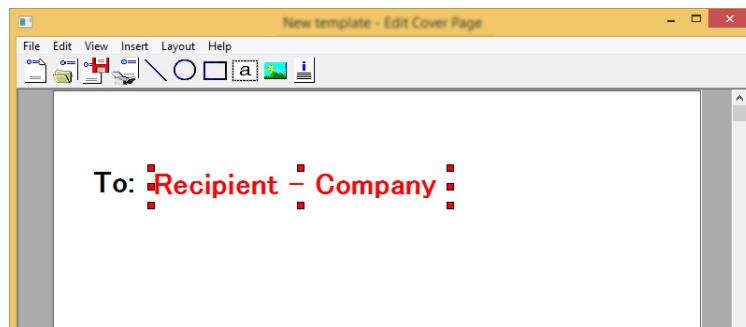 New template - Edit Cover Page
File Edit View Insert Layout Help
a
To: Recipient - Company